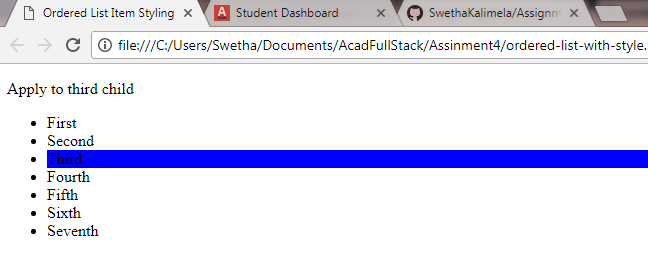 Ordered List Item Styling
Student Dashboard
SwethaKalimela/Assignm
file:///C:/Users/Swetha/Documents/AcadFullStack/Assinment4/ordered-list-with-style.
Apply to third child
First
Second
Third
Fourth
Fifth
Sixth
Seventh